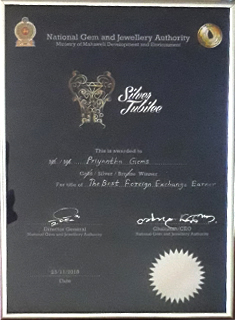 National Gem and Jewellery Authority
Ministry of Mahaweli Development and Environment
Silver
Jubilee
This is awarded to
Priyantha Gems
Gold / Silver / Bronze Winner
For title of The Best Foreign Exchange Earner
Director General
National Gem and Jewellery Authority
Chairman/CEO
National Gem and Jewellery Authority
Date